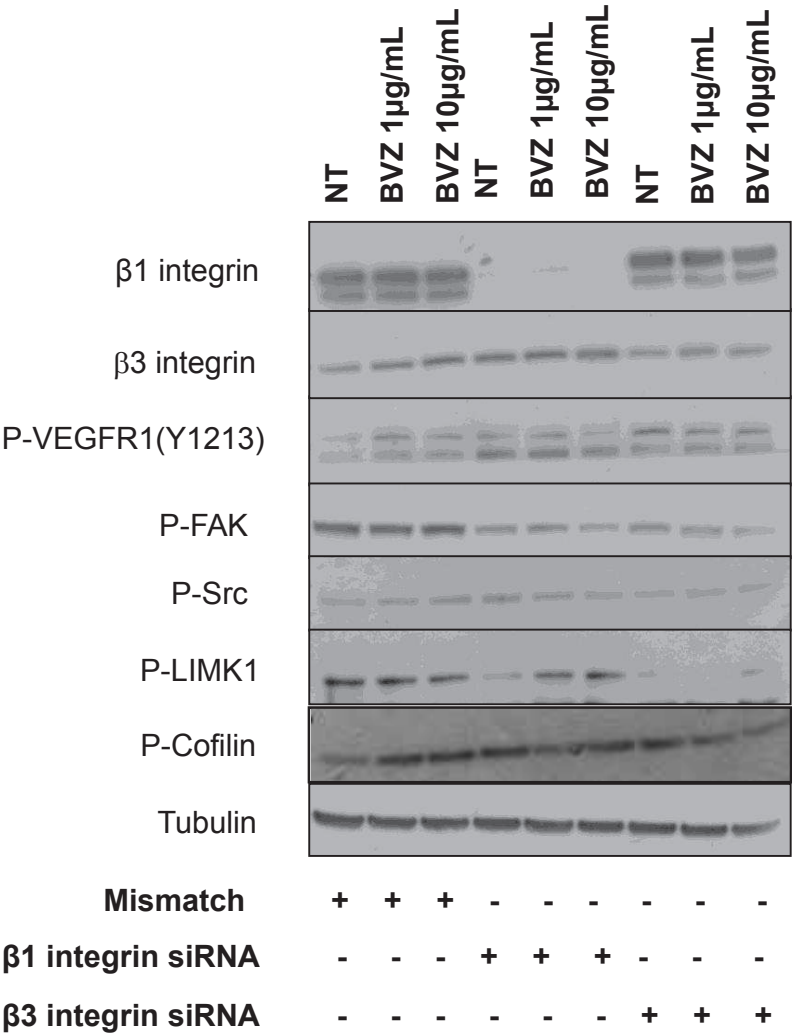 NT BVZ 1µg/mL BVZ 10µg/mL NT BVZ 1µg/mL BVZ 10µg/mL NT BVZ 1µg/mL BVZ 10µg/mL
β1 integrin
β3 integrin
P-VEGFR1(Y1213)
P-FAK
P-Src
P-LIMK1
P-Cofilin
Tubulin
Mismatch + + + - - - - - -
β1 integrin siRNA - - - + + + - - -
β3 integrin siRNA - - - - - - + + +